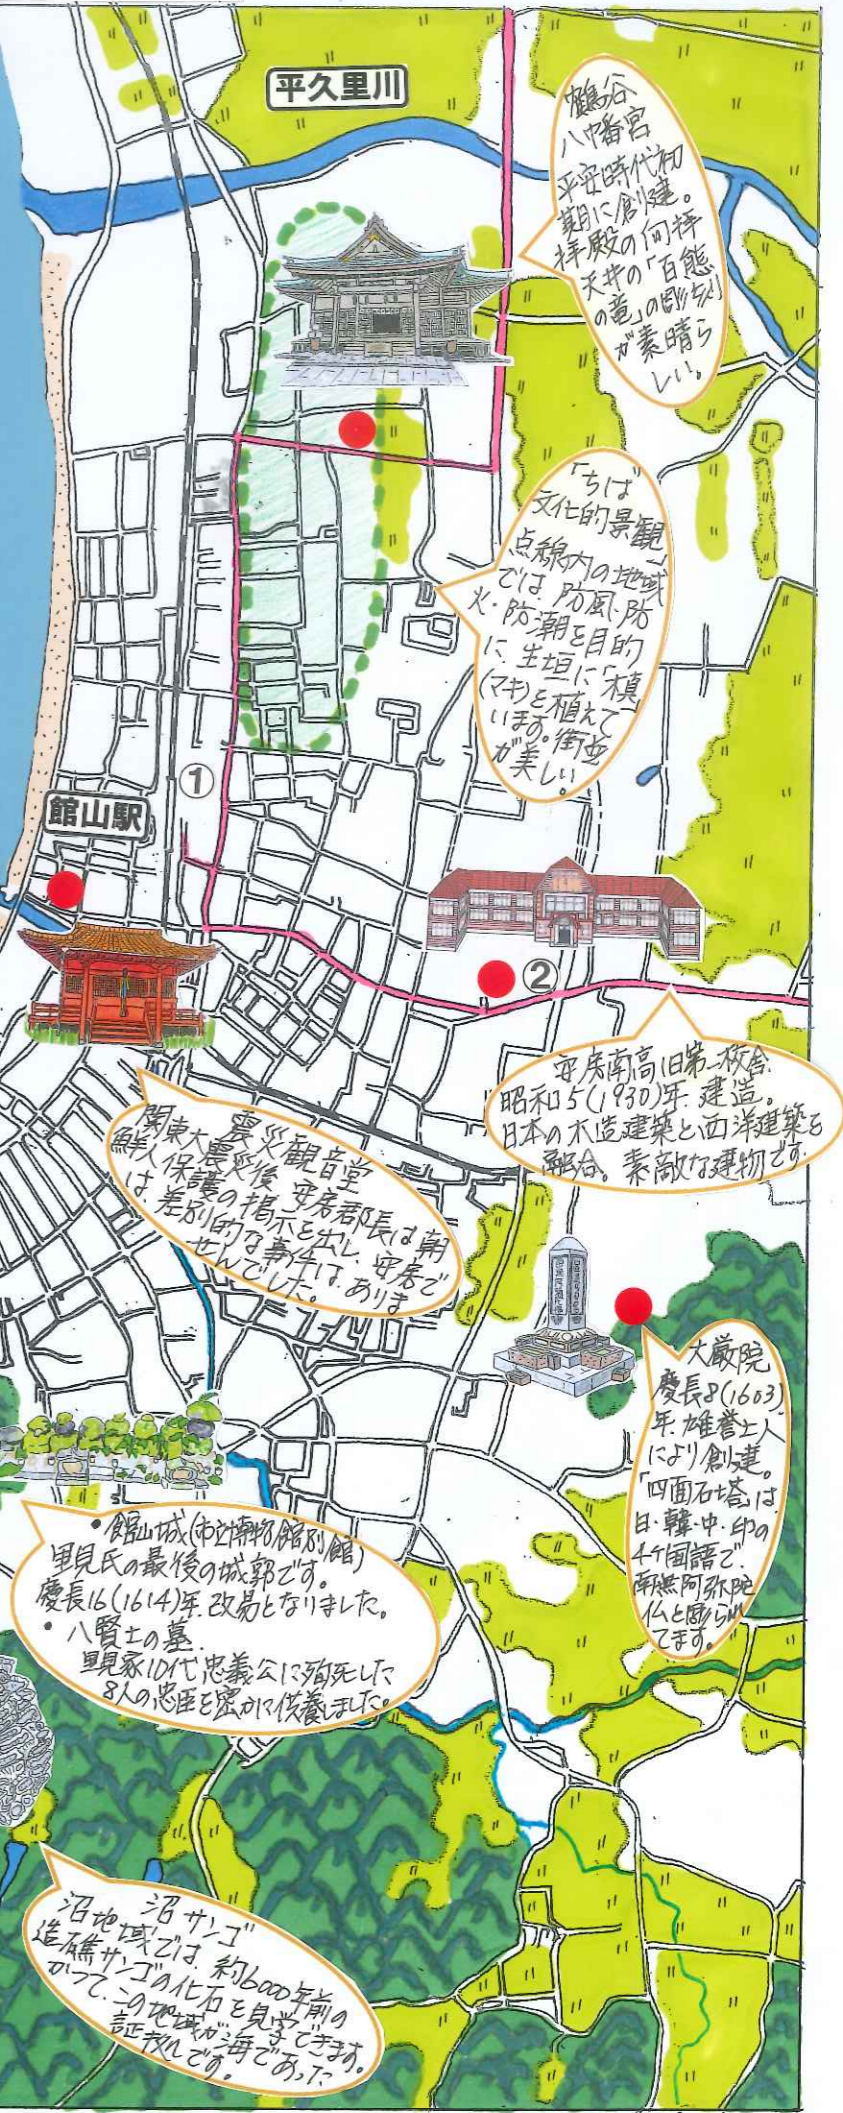 平久里川
鶴谷
八幡宮
平安時代初
期に創建。
拝殿の向拝
天井の「百態
の竜」の彫刻
が素晴ら
しい。
「ちば
文化的景観」
点線内の地域
では、防風・防
火・防潮を目的
に、生垣に「槙」
(マキ)を植えて
います。街並
が美しい。
①
館山駅
②
安房南高旧第一校舎
昭和5(1930)年建造。
日本の木造建築と西洋建築を
融合。素敵な建物です。
震災観音堂
関東大震災後、安房郡長は朝
鮮人保護の掲示を出し、安房で
は、差別的な事件は、ありま
せんでした。
大厳院
慶長8(1603)
年、雄誉上人
により創建。
「四面石塔」は
日・韓・中・印の
4ヶ国語で、
南無阿弥陀
仏と彫られ
てます。
・館山城(市立博物館別館)
里見氏の最後の城郭です。
慶長16(1614)年、改易となりました。
・八賢士の墓
里見家10代忠義公に殉死した
8人の忠臣を密かに供養しました。
沼サンゴ
沼地域では、約6000年前の
造礁サンゴの化石を見学できます。
かつて、この地域が海であった
証拠です。